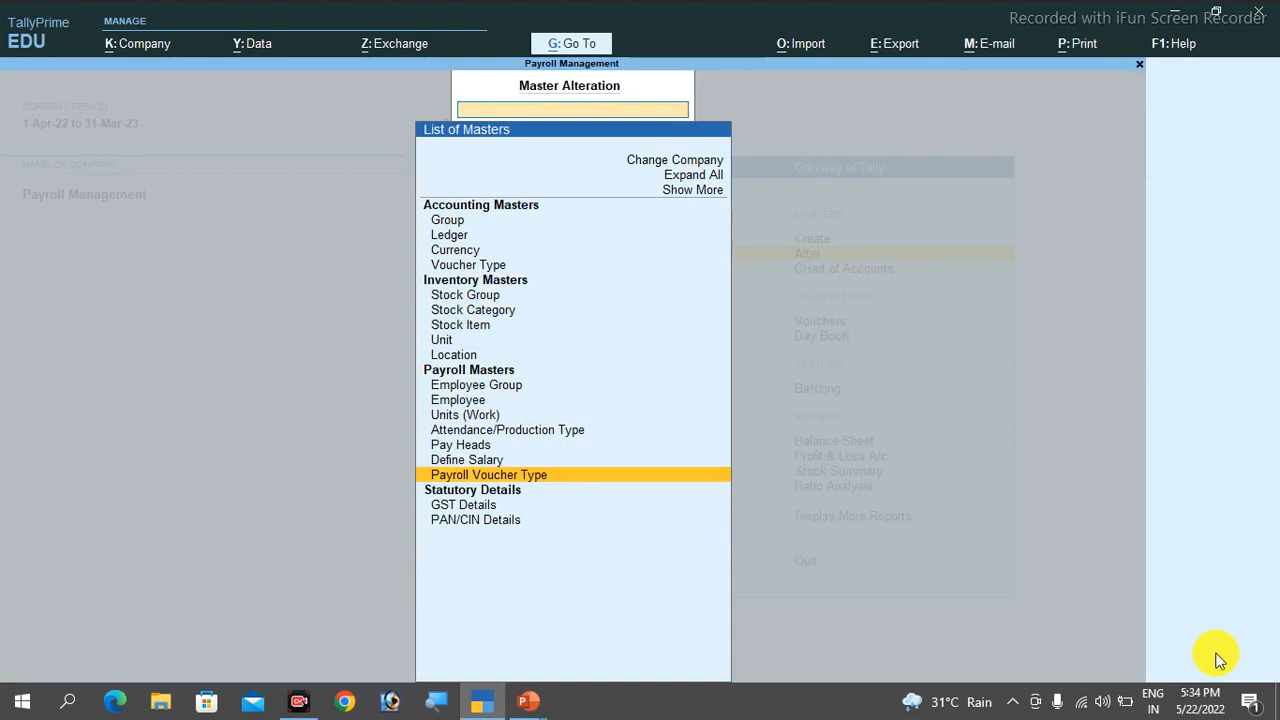 TallyPrime
EDU
MANAGE
K: Company
Y: Data
Z: Exchange
G: Go To
O: Import
E: Export
M: E-mail
P: Print
F1: Help
Recorded with iFun Screen Recorder
Payroll Management
Master Alteration
CURRENT PERIOD
1-Apr-22 to 31-Mar-23
NAME OF COMPANY
Payroll Management
List of Masters
Change Company
Expand All
Show More
Accounting Masters
Group
Ledger
Currency
Voucher Type
Inventory Masters
Stock Group
Stock Category
Stock Item
Unit
Location
Payroll Masters
Employee Group
Employee
Units (Work)
Attendance/Production Type
Pay Heads
Define Salary
Payroll Voucher Type
Statutory Details
GST Details
PAN/CIN Details
Gateway of Tally
MASTERS
Create
Alter
CHart of Accounts
TRANSACTIONS
Vouchers
Day BooK
UTILITIES
BaNking
REPORTS
Balance Sheet
Profit & Loss A/c
Stock Summary
Ratio Analysis
Display More Reports
Quit
31°C Rain
ENG
IN
5:34 PM
5/22/2022
1